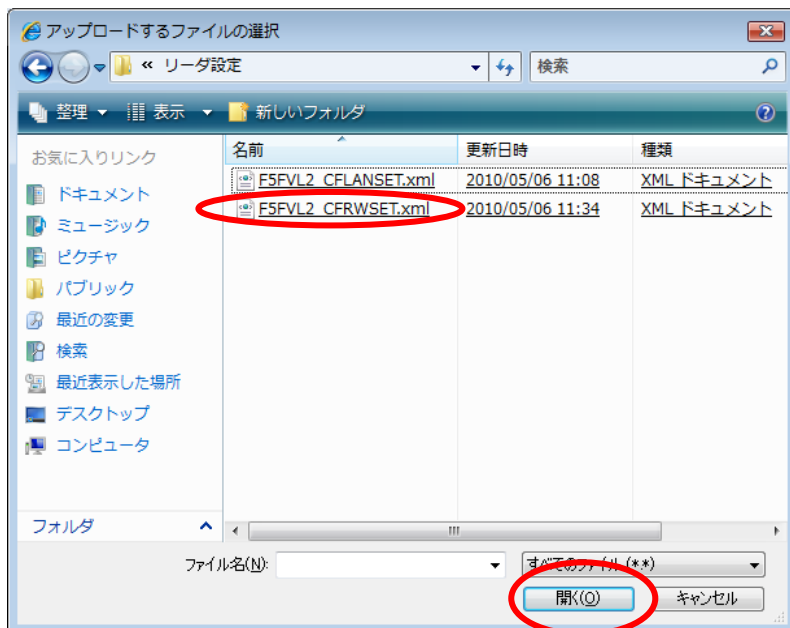 アップロードするファイルの選択
« リーダ設定
検索
整理 表示 新しいフォルダ
お気に入りリンク
ドキュメント
ミュージック
ピクチャ
パブリック
最近の変更
検索
最近表示した場所
デスクトップ
コンピュータ
フォルダ
名前 更新日時 種類
F5FVL2_CFLANSET.xml 2010/05/06 11:08 XML ドキュメント
F5FVL2_CFRWSET.xml 2010/05/06 11:34 XML ドキュメント
ファイル名(N): すべてのファイル (*.*)
開く(O) キャンセル